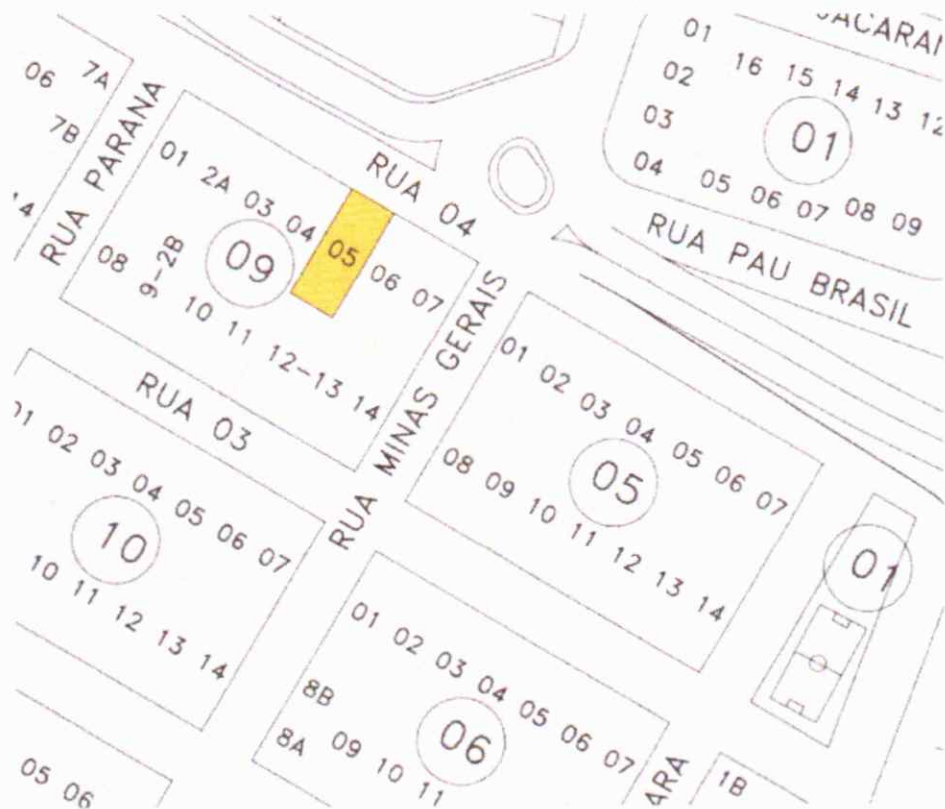 7A
06
7B
RUA PARANA
01 2A 03 04 05 06 07
09
08 9-2B 10 11 12-13 14
RUA 04
01
02
03
04 05 06 07 08 09
16 15 14 13 12
01
RUA PAU BRASIL
RUA 03
RUA MINAS GERAIS
01 02 03 04 05 06 07
05
08 09 10 11 12 13 14
01
02 03 04 05 06 07
10
10 11 12 13 14
01 02 03 04 05 06 07
06
8B
8A 09 10 11
05 06
1B